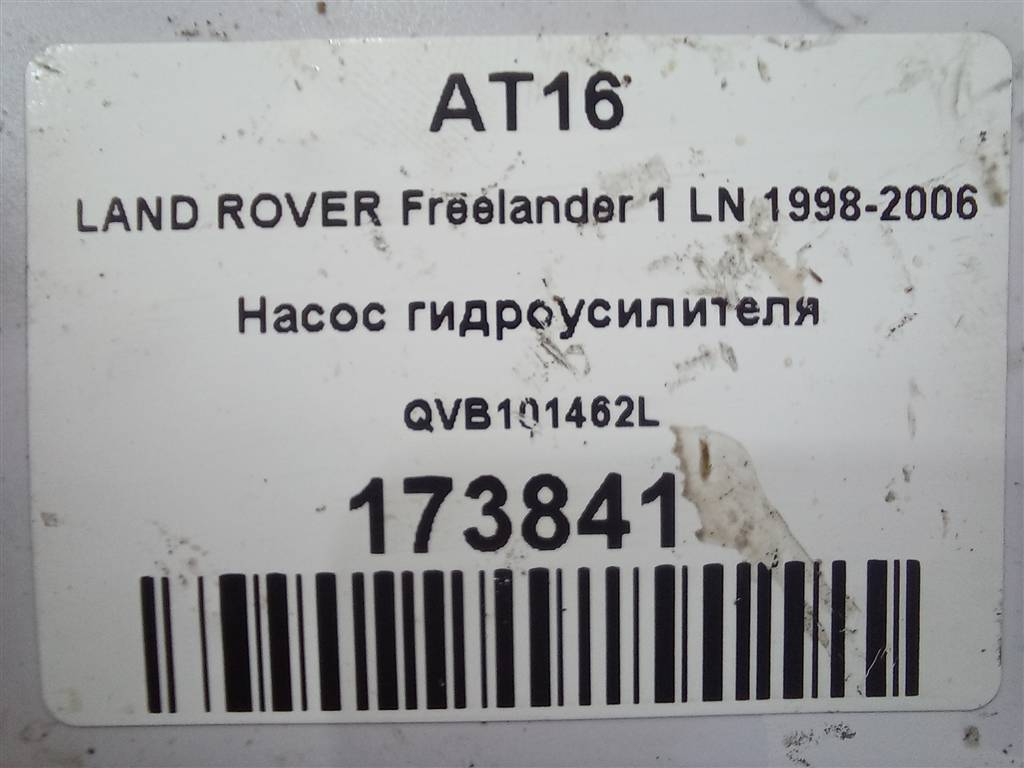 AT16
LAND ROVER Freelander 1 LN 1998-2006
Насос гидроусилителя
QVB101462L
173841